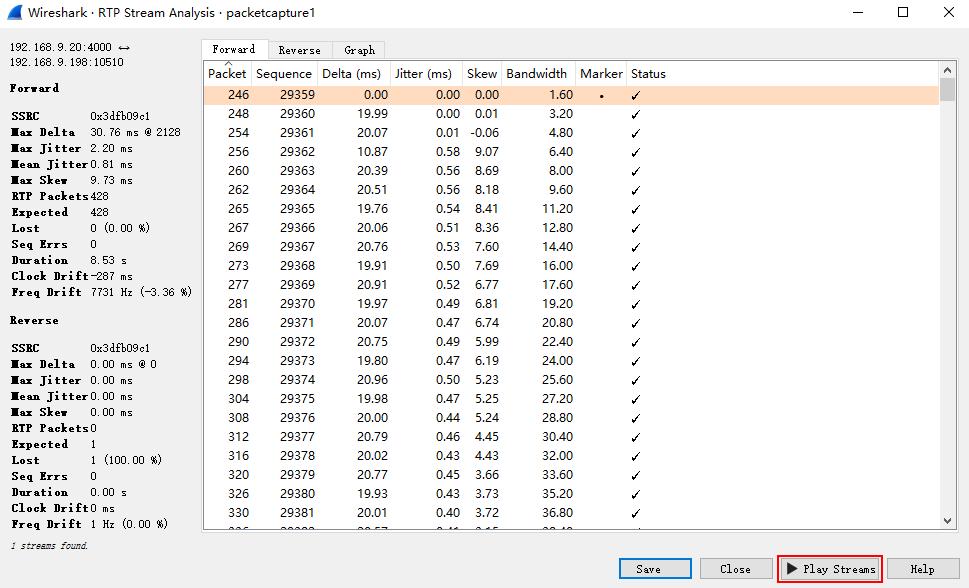 Wireshark · RTP Stream Analysis · packetcapture1
192.168.9.20:4000 ↔
192.168.9.198:10510
Forward
SSRC 0x3dfb09c1
Max Delta 30.76 ms @ 2128
Max Jitter 2.20 ms
Mean Jitter 0.81 ms
Max Skew 9.73 ms
RTP Packets 428
Expected 428
Lost 0 (0.00 %)
Seq Errs 0
Duration 8.53 s
Clock Drift -287 ms
Freq Drift 7731 Hz (-3.36 %)
Reverse
SSRC 0x3dfb09c1
Max Delta 0.00 ms @ 0
Max Jitter 0.00 ms
Mean Jitter 0.00 ms
Max Skew 0.00 ms
RTP Packets 0
Expected 1
Lost 1 (100.00 %)
Seq Errs 0
Duration 0.00 s
Clock Drift 0 ms
Freq Drift 1 Hz (0.00 %)
1 streams found.
Forward Reverse Graph
Packet Sequence Delta (ms) Jitter (ms) Skew Bandwidth Marker Status
246 29359 0.00 0.00 0.00 1.60 • ✓
248 29360 19.99 0.00 0.01 3.20 ✓
254 29361 20.07 0.01 -0.06 4.80 ✓
256 29362 10.87 0.58 9.07 6.40 ✓
260 29363 20.39 0.56 8.69 8.00 ✓
262 29364 20.51 0.56 8.18 9.60 ✓
265 29365 19.76 0.54 8.41 11.20 ✓
267 29366 20.06 0.51 8.36 12.80 ✓
269 29367 20.76 0.53 7.60 14.40 ✓
273 29368 19.91 0.50 7.69 16.00 ✓
277 29369 20.91 0.52 6.77 17.60 ✓
281 29370 19.97 0.49 6.81 19.20 ✓
286 29371 20.07 0.47 6.74 20.80 ✓
290 29372 20.75 0.49 5.99 22.40 ✓
294 29373 19.80 0.47 6.19 24.00 ✓
298 29374 20.96 0.50 5.23 25.60 ✓
304 29375 19.98 0.47 5.25 27.20 ✓
308 29376 20.00 0.44 5.24 28.80 ✓
312 29377 20.79 0.46 4.45 30.40 ✓
316 29378 20.02 0.43 4.43 32.00 ✓
320 29379 20.77 0.45 3.66 33.60 ✓
326 29380 19.93 0.43 3.73 35.20 ✓
330 29381 20.01 0.40 3.72 36.80 ✓
Save Close Play Streams Help